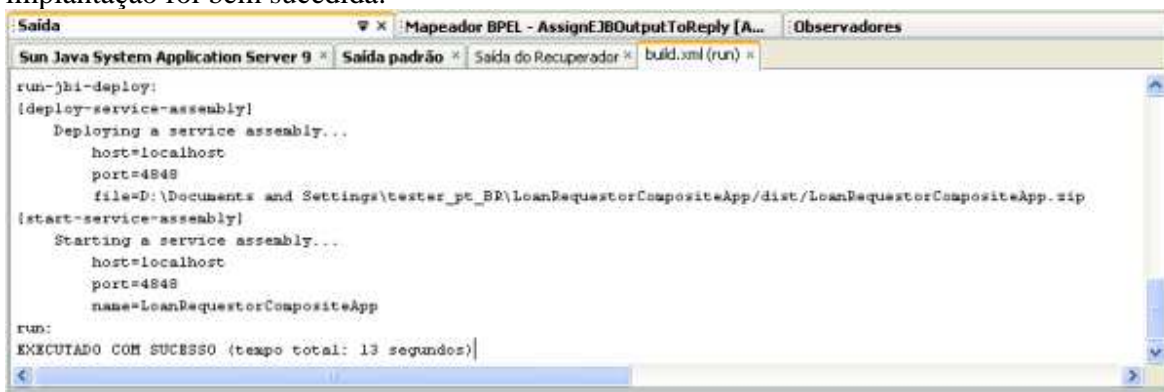 implantação foi bem sucedida.
Saída Mapeador BPEL - AssignEJBOutputToReply [A... Observadores
Sun Java System Application Server 9 Saída padrão Saída do Recuperador build.xml (run)
run-jbi-deploy:
[deploy-service-assembly]
Deploying a service assembly...
host=localhost
port=4848
file=D:\Documents and Settings\tester_pt_BR\LoanRequestorCompositeApp/dist/LoanRequestorCompositeApp.zip
[start-service-assembly]
Starting a service assembly...
host=localhost
port=4848
name=LoanRequestorCompositeApp
run:
EXECUTADO COM SUCESSO (tempo total: 13 segundos)